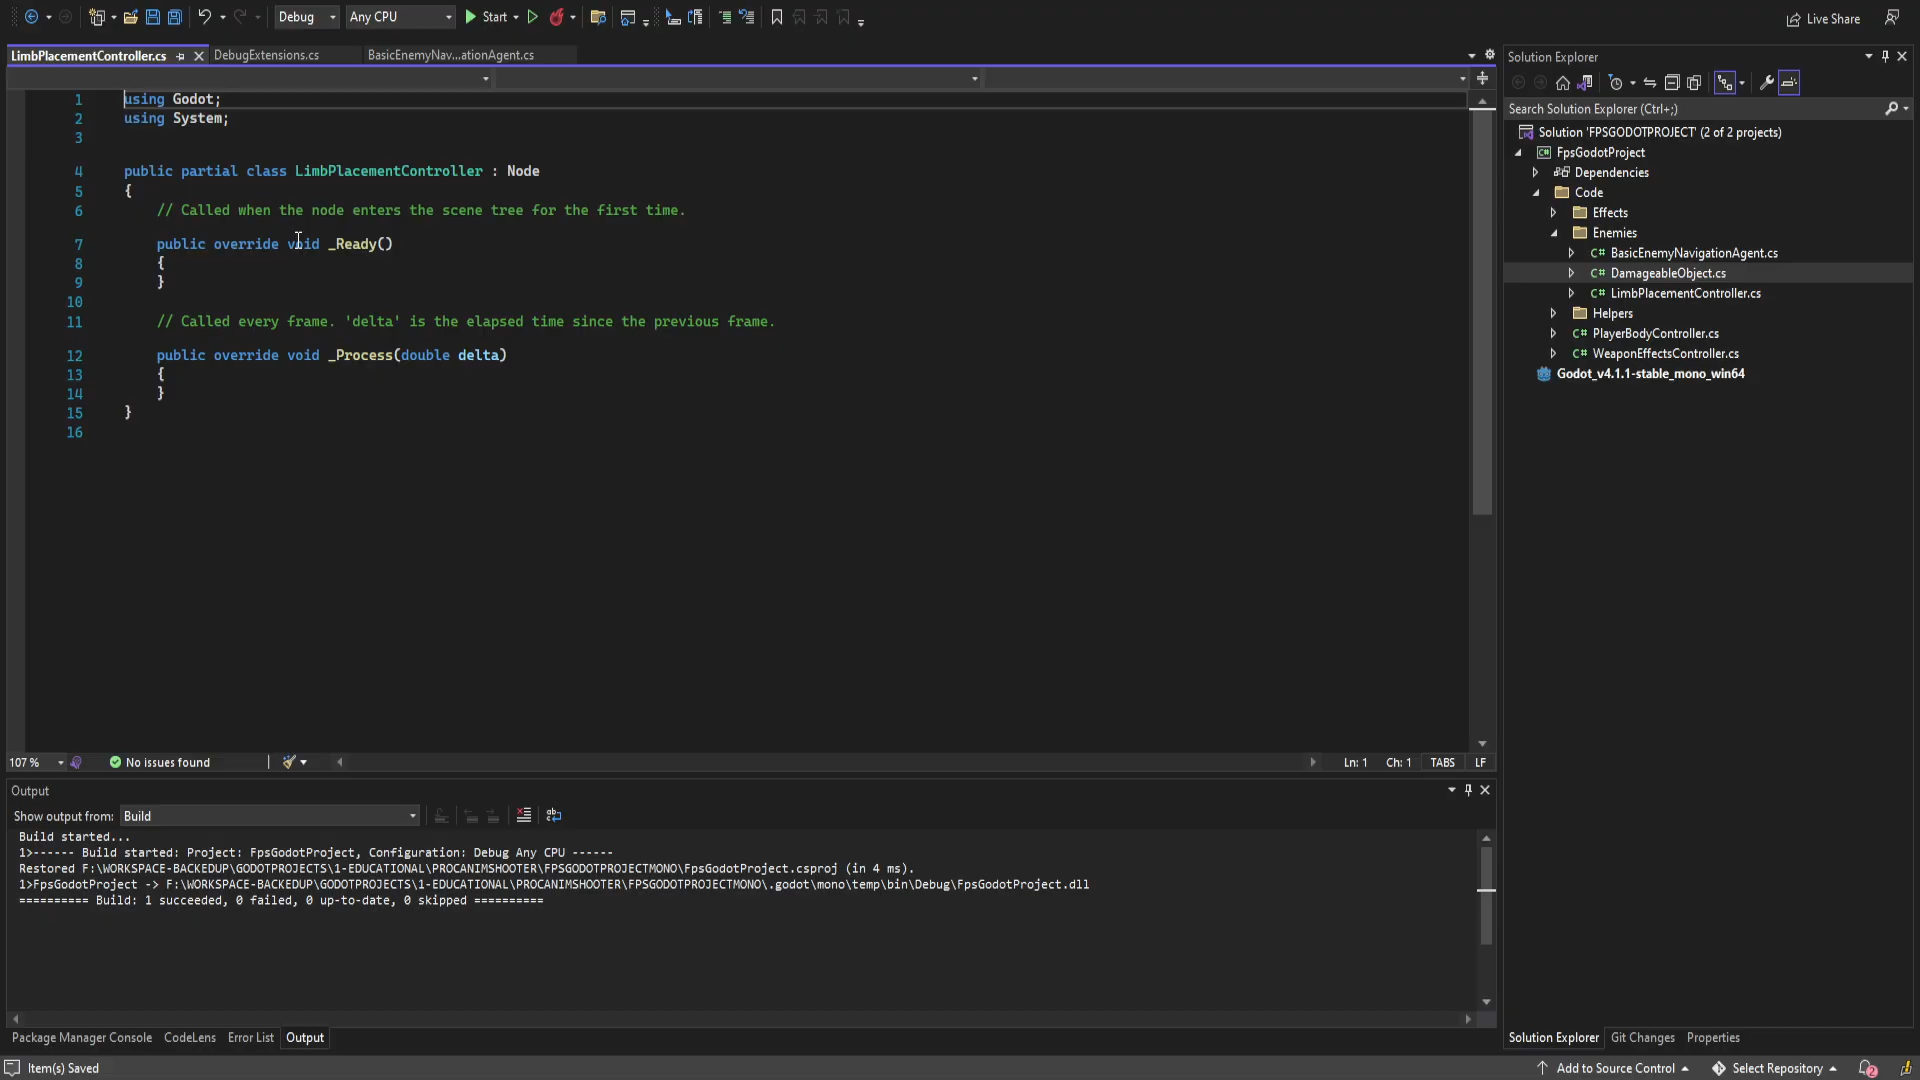 Debug
Any CPU
Start
Live Share
LimbPlacementController.cs
DebugExtensions.cs
BasicEnemyNav...ationAgent.cs
1 using Godot;
2 using System;
3
4 public partial class LimbPlacementController : Node
5 {
6 // Called when the node enters the scene tree for the first time.
7 public override void _Ready()
8 {
9 }
10
11 // Called every frame. 'delta' is the elapsed time since the previous frame.
12 public override void _Process(double delta)
13 {
14 }
15 }
16
107 %
No issues found
Ln: 1
Ch: 1
TABS
LF
Output
Show output from: Build
Build started...
1>------ Build started: Project: FpsGodotProject, Configuration: Debug Any CPU ------
Restored F:\WORKSPACE-BACKEDUP\GODOTPROJECTS\1-EDUCATIONAL\PROCANIMSHOOTER\FPSGODOTPROJECTMONO\FpsGodotProject.csproj (in 4 ms).
1>FpsGodotProject -> F:\WORKSPACE-BACKEDUP\GODOTPROJECTS\1-EDUCATIONAL\PROCANIMSHOOTER\FPSGODOTPROJECTMONO\.godot\mono\temp\bin\Debug\FpsGodotProject.dll
========== Build: 1 succeeded, 0 failed, 0 up-to-date, 0 skipped ==========
Package Manager Console
CodeLens
Error List
Output
Item(s) Saved
Solution Explorer
Search Solution Explorer (Ctrl+;)
Solution 'FPSGODOTPROJECT' (2 of 2 projects)
C# FpsGodotProject
Dependencies
Code
Effects
Enemies
C# BasicEnemyNavigationAgent.cs
C# DamageableObject.cs
C# LimbPlacementController.cs
Helpers
C# PlayerBodyController.cs
C# WeaponEffectsController.cs
Godot_v4.1.1-stable_mono_win64
Solution Explorer
Git Changes
Properties
Add to Source Control
Select Repository
2